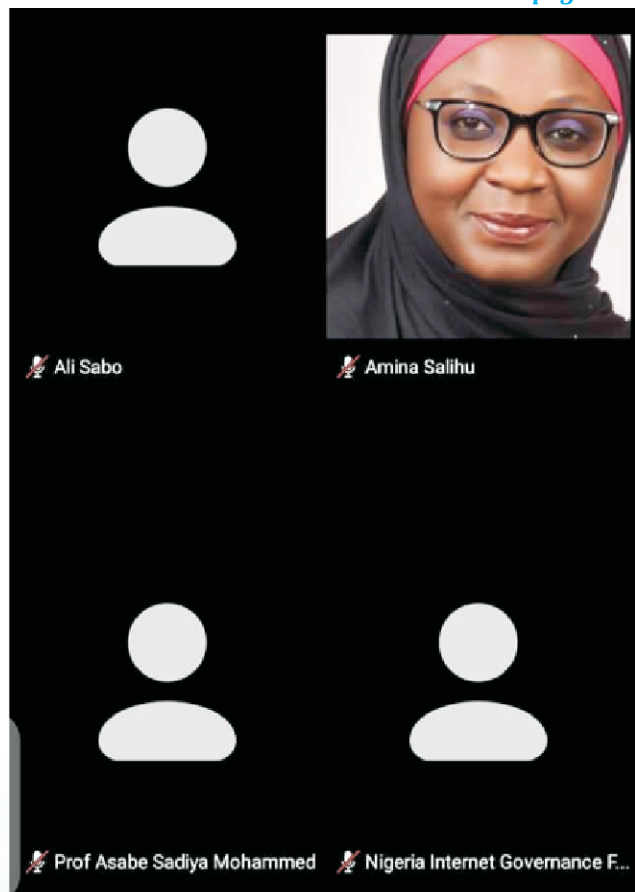 Ali Sabo
Amina Salihu
Prof Asabe Sadiya Mohammed
Nigeria Internet Governance F...